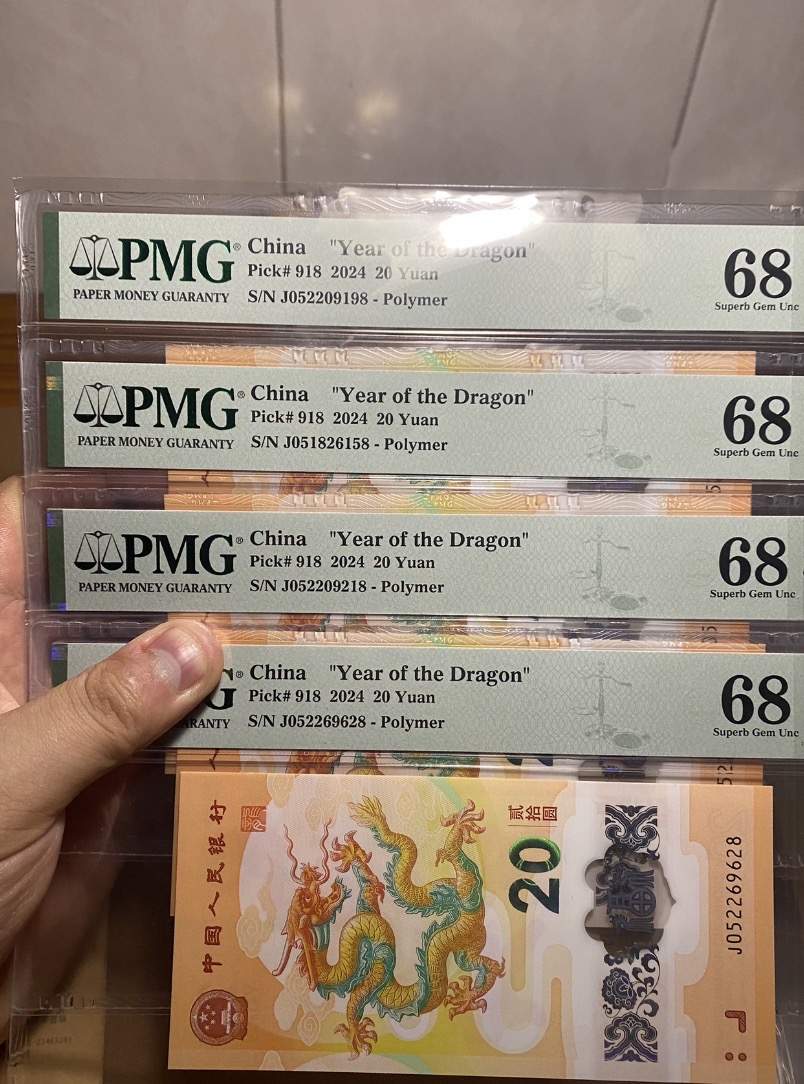 PMG® China "Year of the Dragon" 68
Pick# 918 2024 20 Yuan
PAPER MONEY GUARANTY S/N J052209198 - Polymer Superb Gem Unc
PMG® China "Year of the Dragon" 68
Pick# 918 2024 20 Yuan
PAPER MONEY GUARANTY S/N J051826158 - Polymer Superb Gem Unc
PMG® China "Year of the Dragon" 68
Pick# 918 2024 20 Yuan
PAPER MONEY GUARANTY S/N J052209218 - Polymer Superb Gem Unc
G® China "Year of the Dragon" 68
Pick# 918 2024 20 Yuan
RANTY S/N J052269628 - Polymer Superb Gem Unc
中国人民银行
贰拾圆
20
J052269628